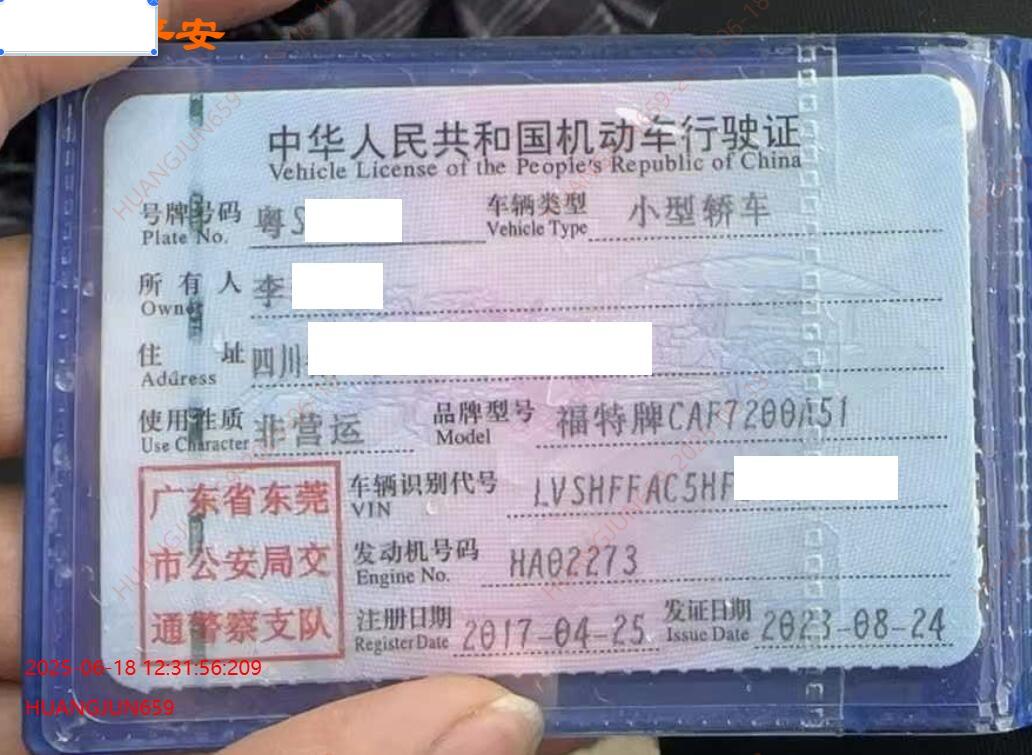 平安
中华人民共和国机动车行驶证
Vehicle License of the People's Republic of China
号牌号码 粤S 车辆类型 小型轿车
Plate No. Vehicle Type
所有人 李
Owner
住址 四川
Address
使用性质 非营运 品牌型号 福特牌CAF7200A51
Use Character Model
广东省东莞 车辆识别代号 LVSHFFAC5HF
VIN
市公安局交 发动机号码 HA02273
Engine No.
通警察支队 注册日期 2017-04-25 发证日期 2023-08-24
Register Date Issue Date
2025-06-18 12:31:56:209
HUANGJUN659